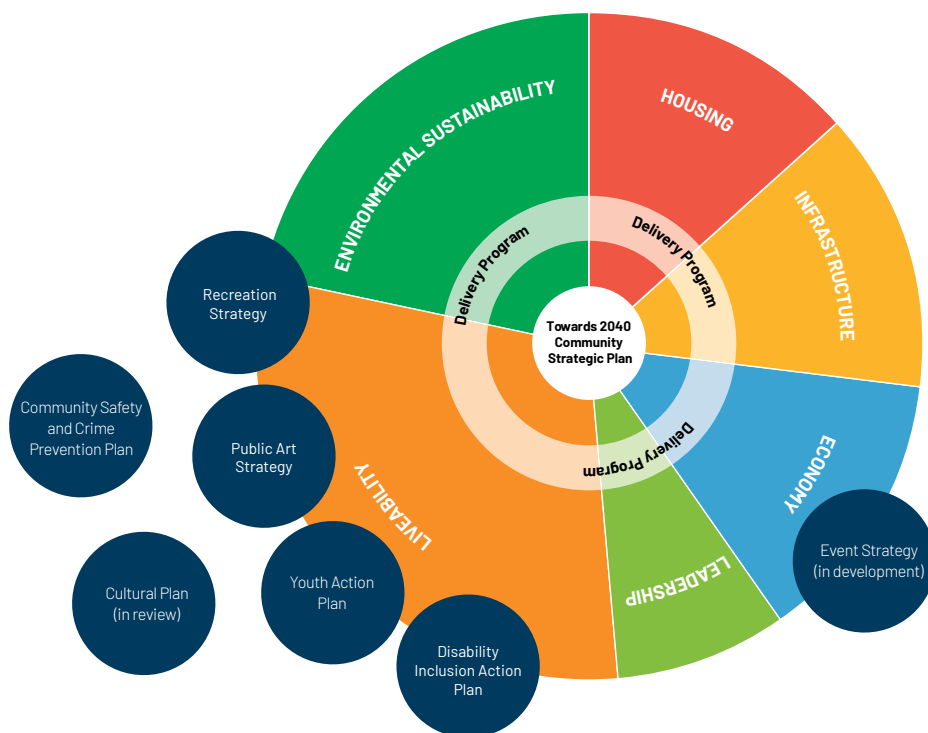 ENVIRONMENTAL SUSTAINABILITY
HOUSING
INFRASTRUCTURE
Delivery Program
Delivery Program
Recreation
Strategy
Towards 2040
Community
Strategic Plan
Community Safety
and Crime
Prevention Plan
Public Art
Strategy
Delivery Program
LIVEABILITY
ECONOMY
Event Strategy
(in development)
LEADERSHIP
Youth Action
Plan
Cultural Plan
(in review)
Disability
Inclusion Action
Plan